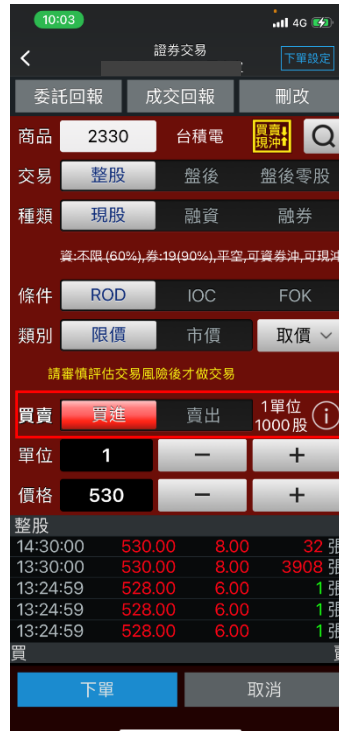 10:03 4G
證券交易
下單設定
委託回報 成交回報 刪改
商品 2330 台積電 買賣現沖
交易 整股 盤後 盤後零股
種類 現股 融資 融券
資:不限(60%),券:19(90%),平空,可資券沖,可現沖
條件 ROD IOC FOK
類別 限價 市價 取價
請審慎評估交易風險後才做交易
買賣 買進 賣出 1單位 1000股 i
單位 1 － ＋
價格 530 － ＋
整股
14:30:00 530.00 8.00 32 張
13:30:00 530.00 8.00 3908 張
13:24:59 528.00 6.00 1 張
13:24:59 528.00 6.00 1 張
13:24:59 528.00 6.00 1 張
買
下單 取消